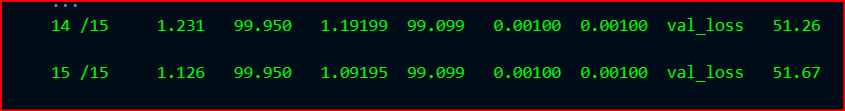 ...
14 /15 1.231 99.950 1.19199 99.099 0.00100 0.00100 val_loss 51.26
15 /15 1.126 99.950 1.09195 99.099 0.00100 0.00100 val_loss 51.67